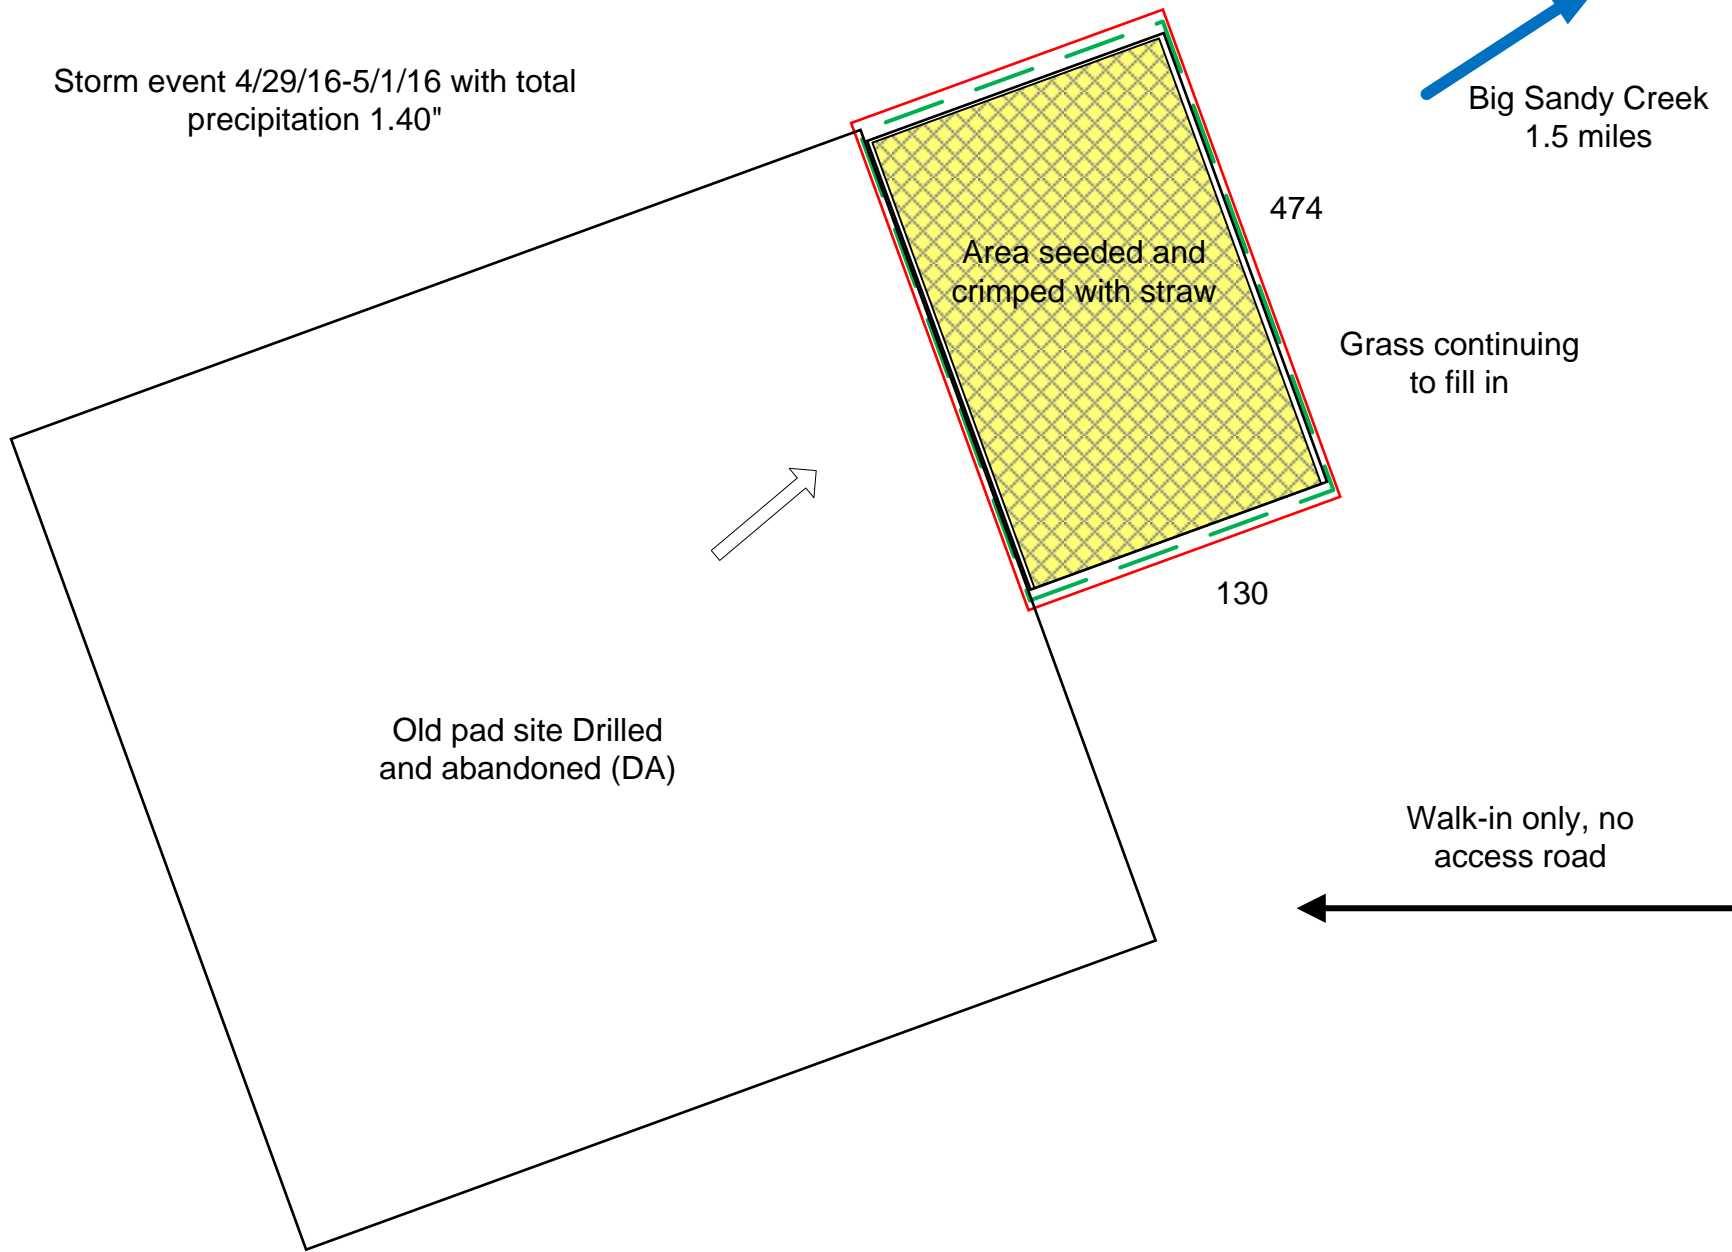 Storm event 4/29/16-5/1/16 with total
precipitation 1.40"
Big Sandy Creek
1.5 miles
474
Area seeded and
crimped with straw
Grass continuing
to fill in
130
Old pad site Drilled
and abandoned (DA)
Walk-in only, no
access road